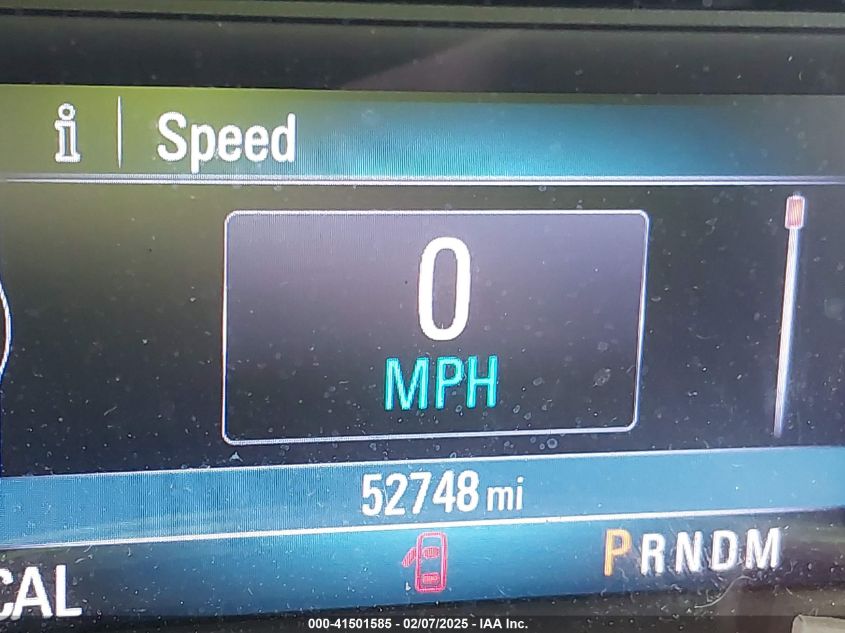 i Speed
0
MPH
52748 mi
PRNDM
CAL
000-41501585 - 02/07/2025 - IAA Inc.